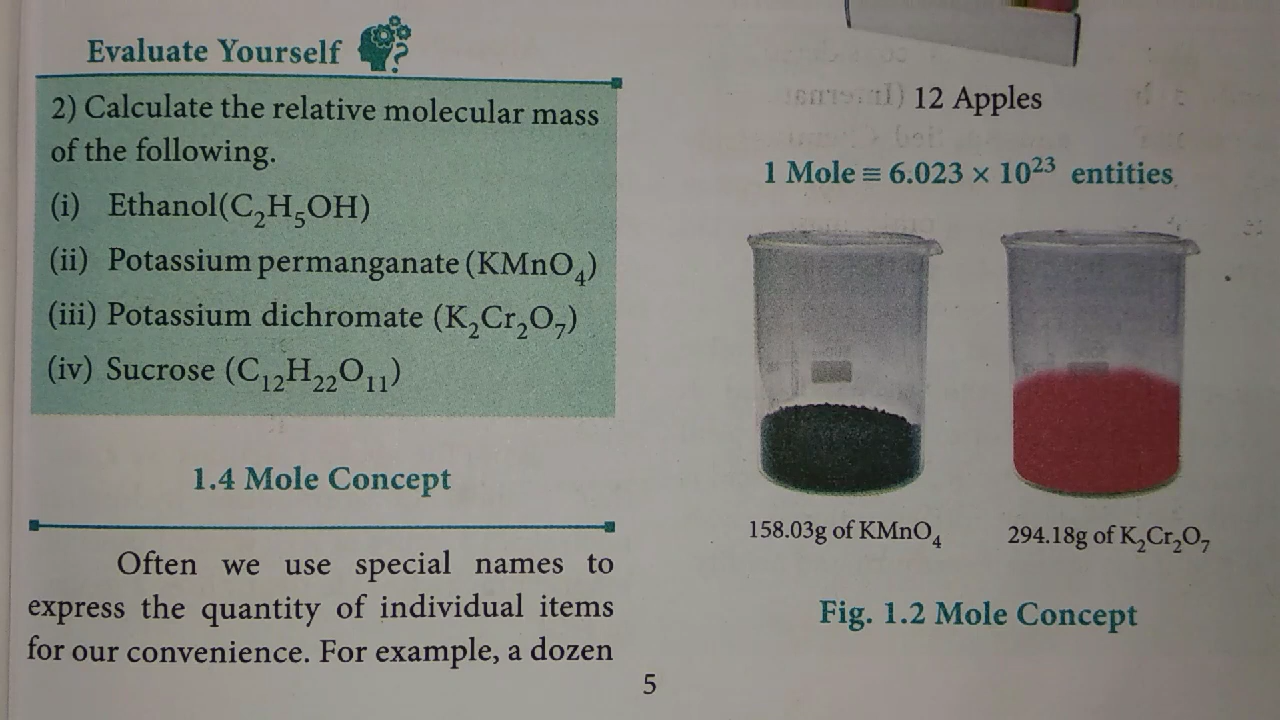 Evaluate Yourself
2) Calculate the relative molecular mass
of the following.
(i) Ethanol(C₂H₅OH)
(ii) Potassium permanganate (KMnO₄)
(iii) Potassium dichromate (K₂Cr₂O₇)
(iv) Sucrose (C₁₂H₂₂O₁₁)
1.4 Mole Concept
Often we use special names to
express the quantity of individual items
for our convenience. For example, a dozen
12 Apples
1 Mole ≡ 6.023 × 10²³ entities
158.03g of KMnO₄
294.18g of K₂Cr₂O₇
Fig. 1.2 Mole Concept
5